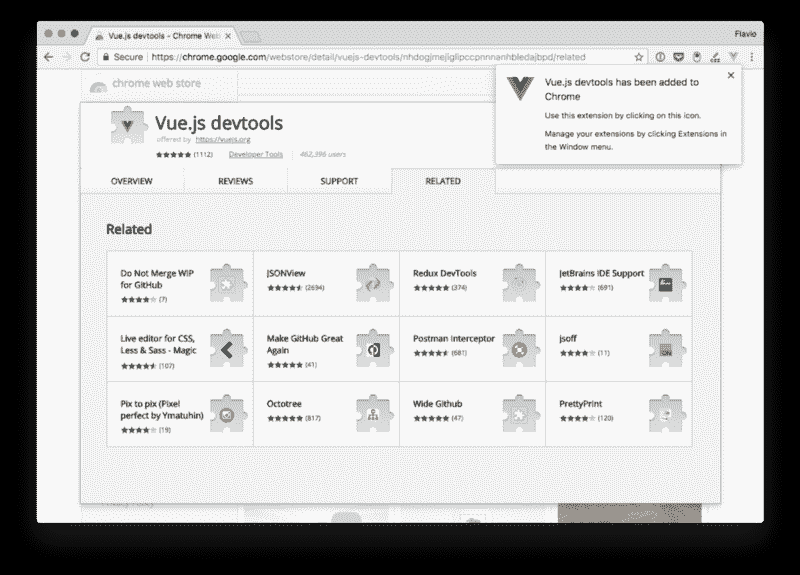 Vue.js devtools - Chrome Web
Flavio
Secure
https://chrome.google.com/webstore/detail/vuejs-devtools/nhdogjmejiglipccpnnnanhbledajbpd/related
chrome web store
Vue.js devtools has been added to
Chrome
Use this extension by clicking on this icon.
Manage your extensions by clicking Extensions in
the Window menu.
Vue.js devtools
offered by https://vuejs.org
(1112)
Developer Tools
462,396 users
OVERVIEW
REVIEWS
SUPPORT
RELATED
Related
Do Not Merge WIP
for GitHub
(7)
JSONView
(2694)
Redux DevTools
(374)
JetBrains IDE Support
(691)
Live editor for CSS,
Less & Sass - Magic
(107)
Make GitHub Great
Again
(41)
Postman Interceptor
(681)
jsoff
(11)
Pix to pix (Pixel
perfect by Ymatuhin)
(19)
Octotree
(817)
Wide Github
(47)
PrettyPrint
(120)